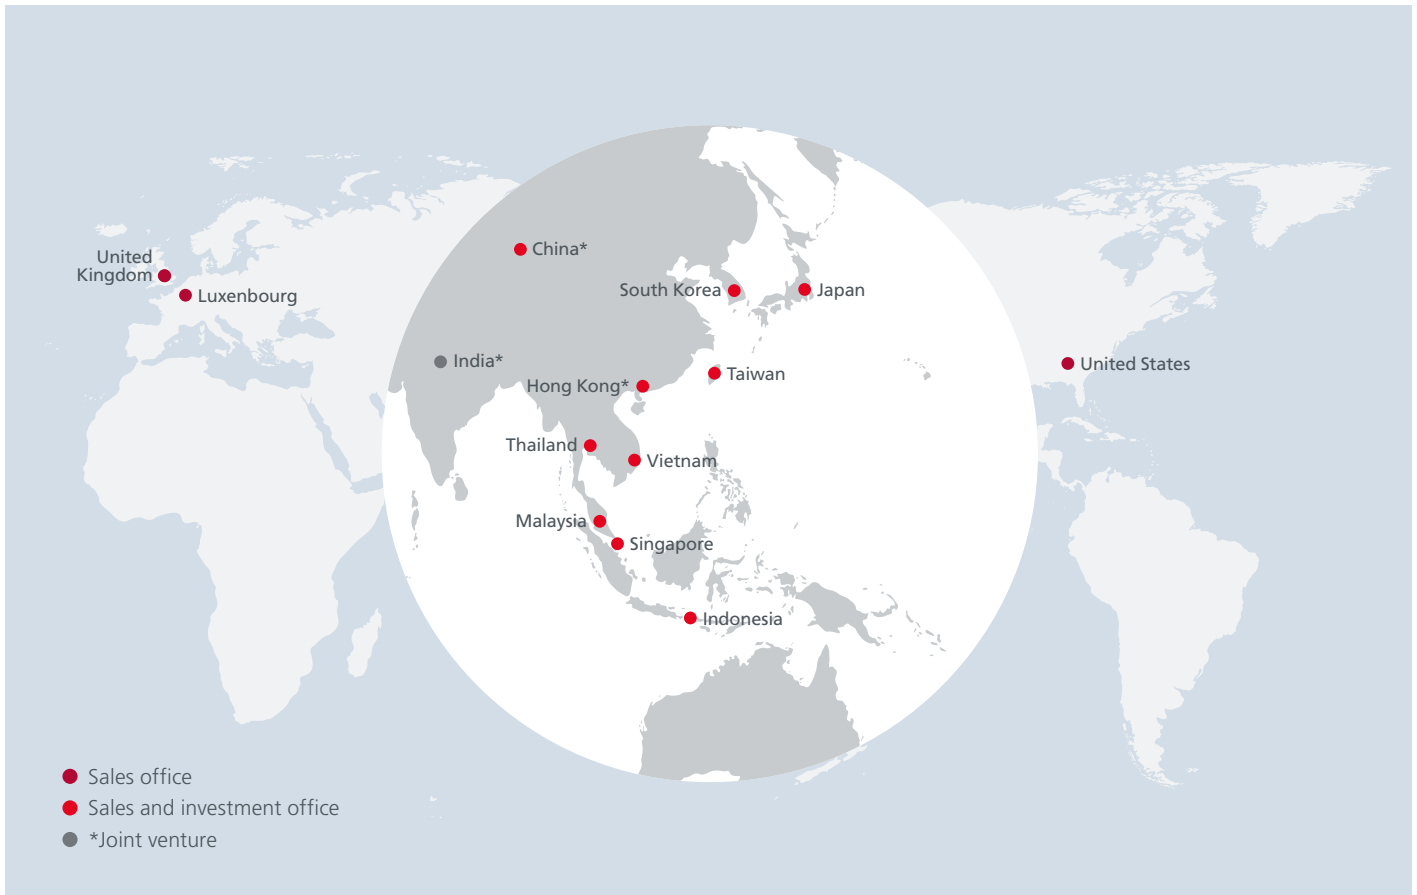 United
Kingdom
Luxenbourg
China*
South Korea
Japan
India*
Hong Kong*
Taiwan
United States
Thailand
Vietnam
Malaysia
Singapore
Indonesia
Sales office
Sales and investment office
*Joint venture